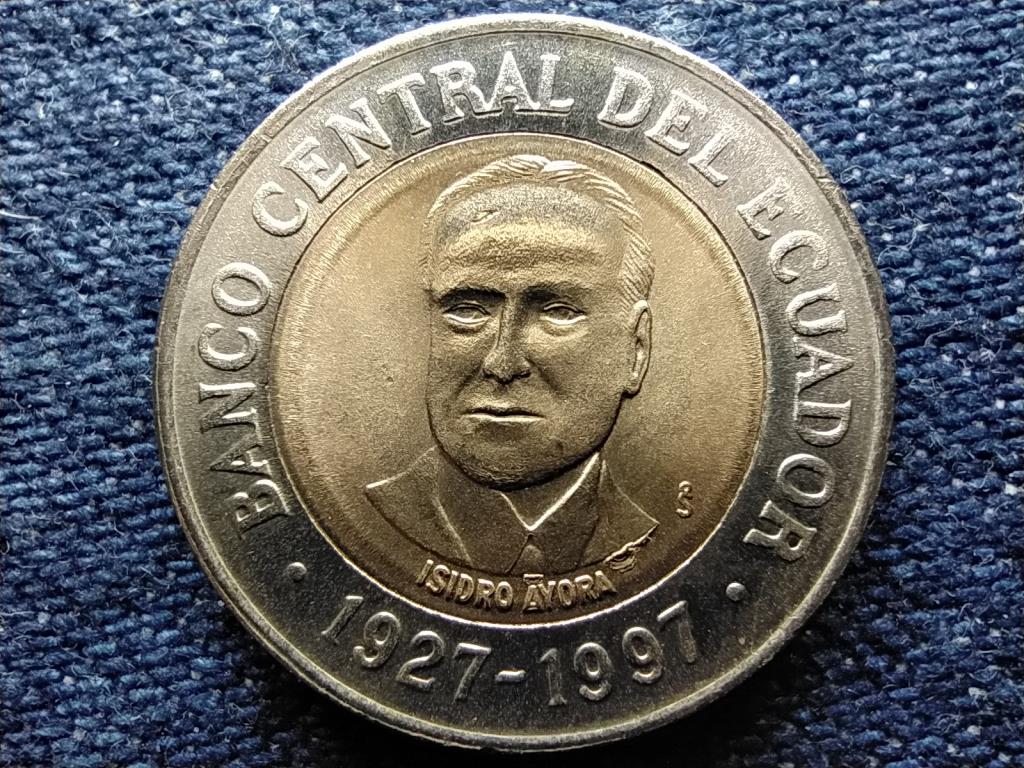 BANCO CENTRAL DEL ECUADOR
ISIDRO AYORA
· 1927-1997 ·